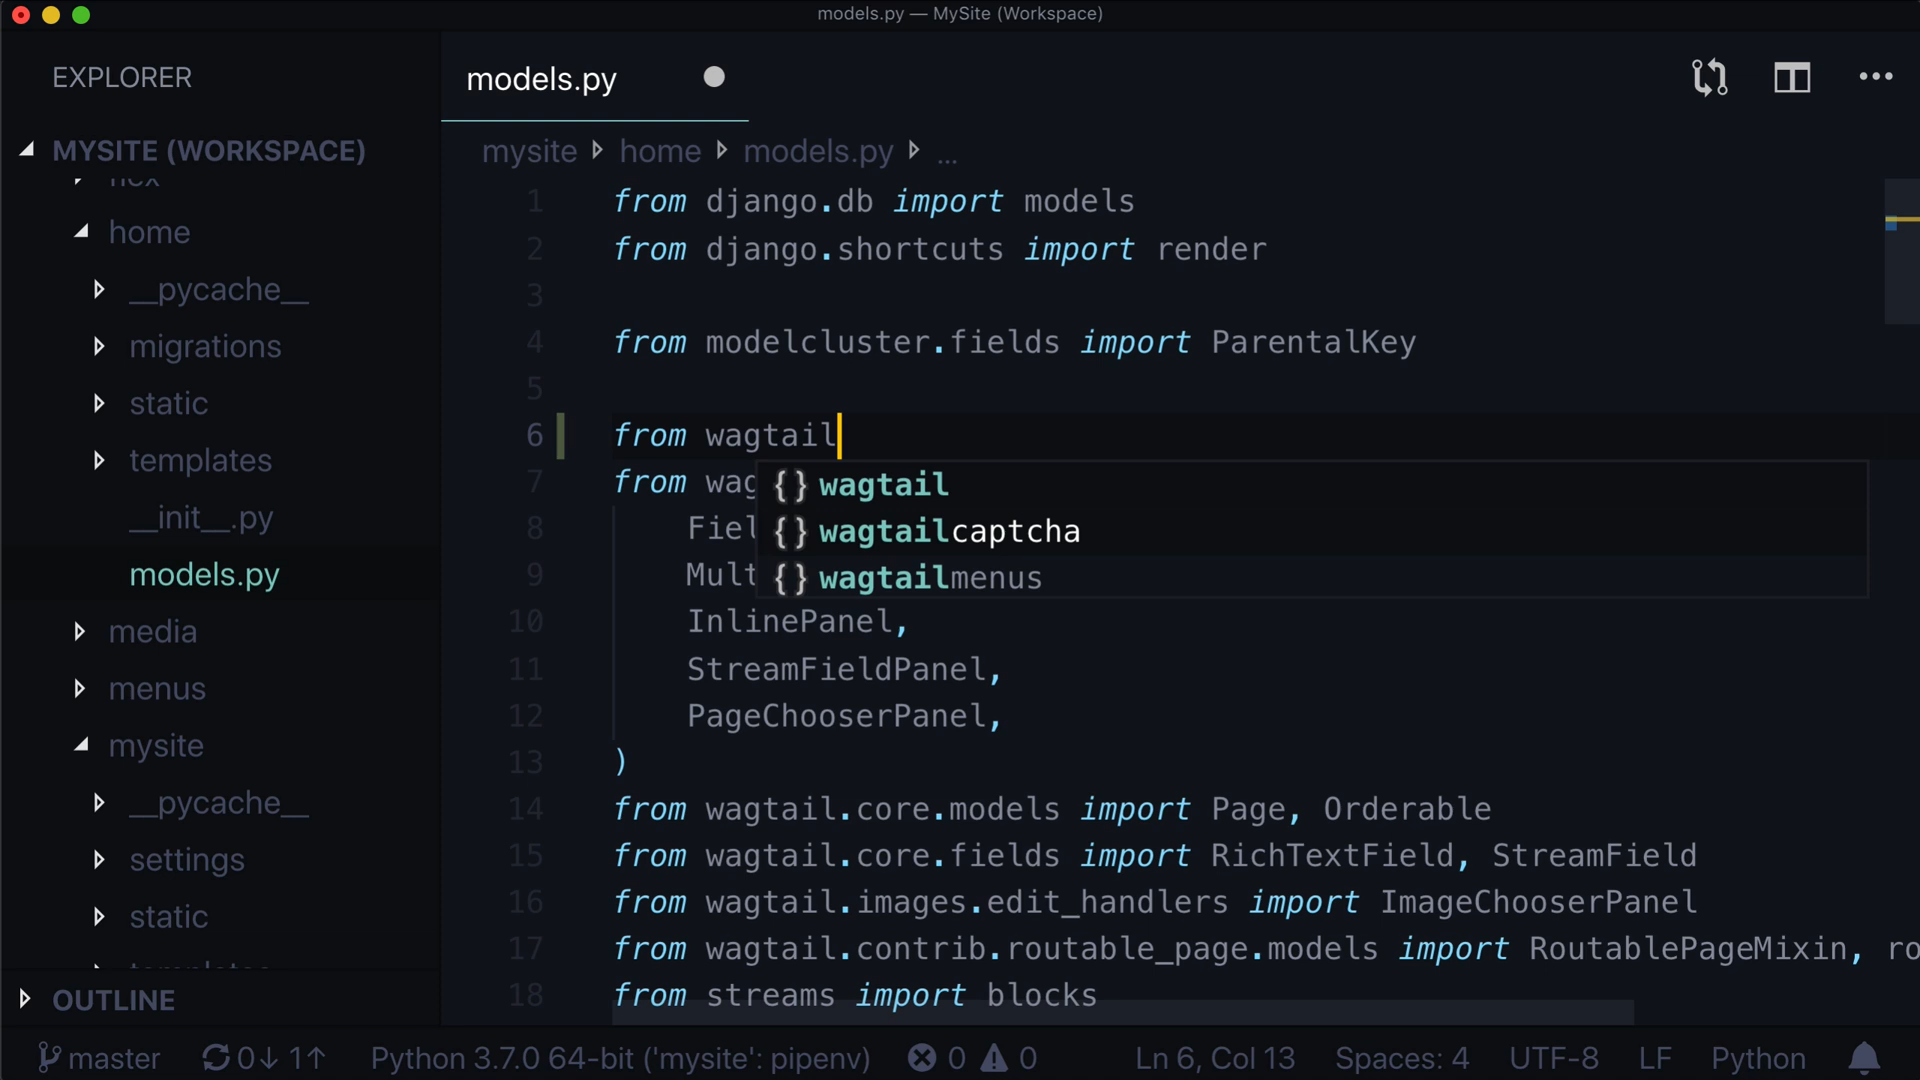 models.py — MySite (Workspace)
EXPLORER
models.py
MYSITE (WORKSPACE)
home
__pycache__
migrations
static
templates
__init__.py
models.py
media
menus
mysite
__pycache__
settings
static
OUTLINE
mysite home models.py ...
1 from django.db import models
2 from django.shortcuts import render
3
4 from modelcluster.fields import ParentalKey
5
6 from wagtail
7 from wag
8 Fiel
9 Mult
{} wagtail
{} wagtailcaptcha
{} wagtailmenus
10 InlinePanel,
11 StreamFieldPanel,
12 PageChooserPanel,
13 )
14 from wagtail.core.models import Page, Orderable
15 from wagtail.core.fields import RichTextField, StreamField
16 from wagtail.images.edit_handlers import ImageChooserPanel
17 from wagtail.contrib.routable_page.models import RoutablePageMixin, ro
18 from streams import blocks
master 0↓ 1↑ Python 3.7.0 64-bit ('mysite': pipenv) 0 0 Ln 6, Col 13 Spaces: 4 UTF-8 LF Python